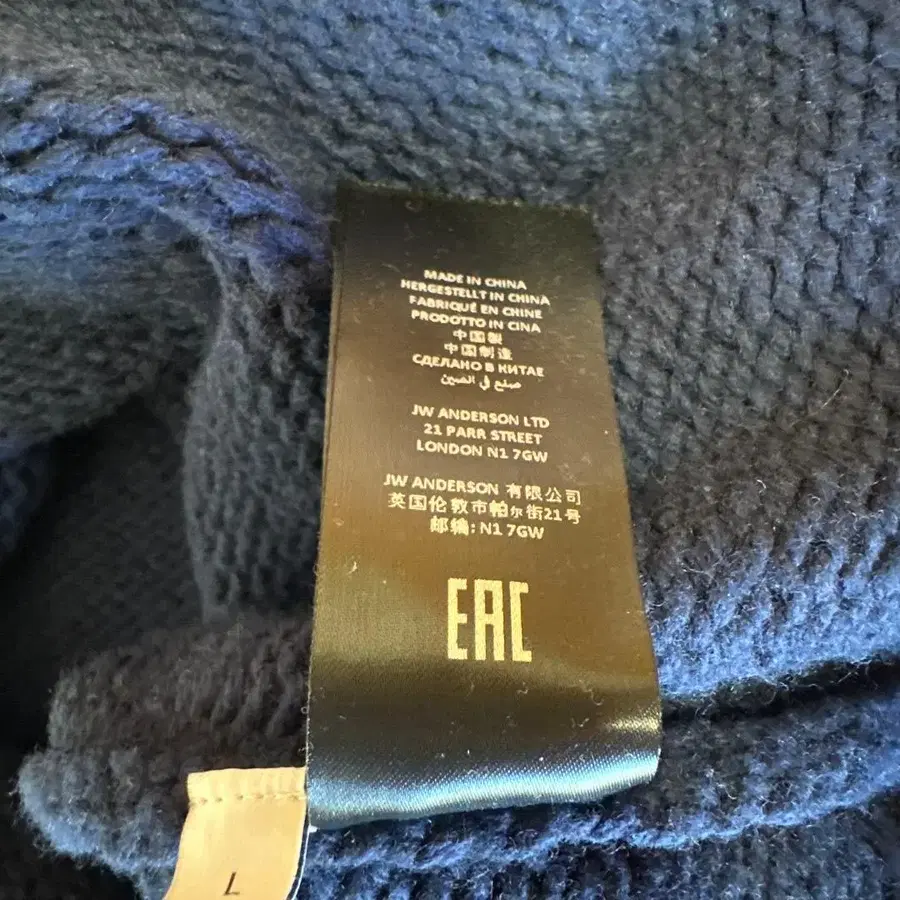 MADE IN CHINA
HERGESTELLT IN CHINA
FABRIQUÉ EN CHINE
PRODOTTO IN CINA
中国製
中国制造
СДЕЛАНО В КИТАЕ
صنع في الصين
JW ANDERSON LTD
21 PARR STREET
LONDON N1 7GW
JW ANDERSON 有限公司
英国伦敦市帕尔街21号
邮编: N1 7GW
EAC
L